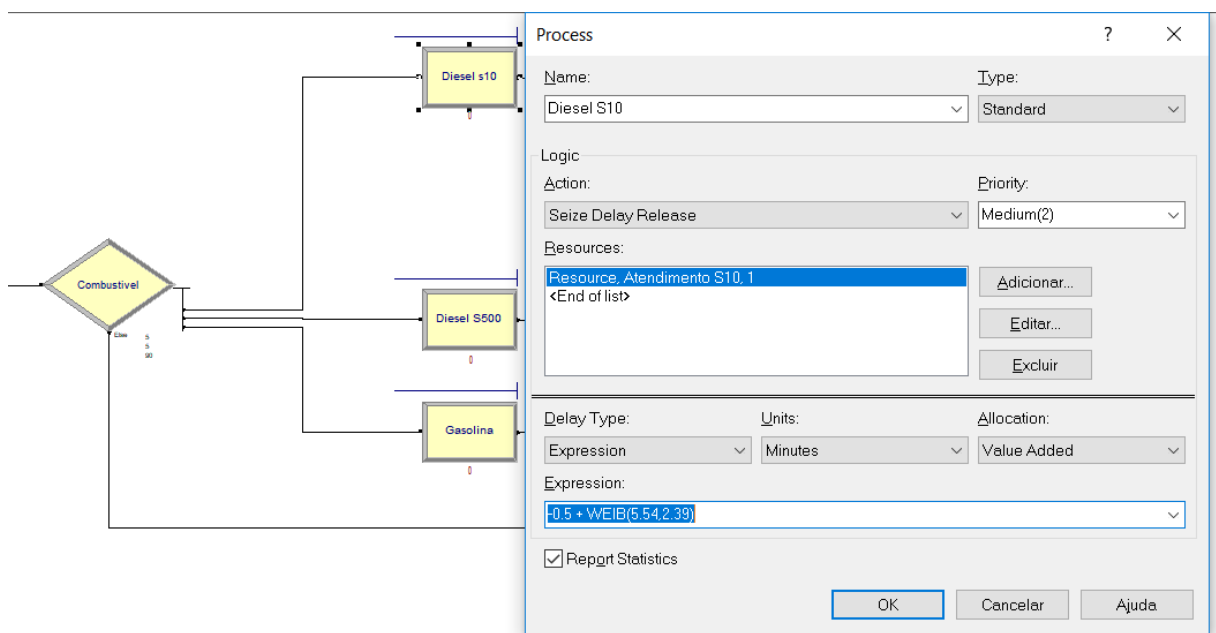 Diesel s10
0
Combustivel
Else
5
5
90
Diesel S500
0
Gasolina
0
Process
?
Name:
Type:
Diesel S10
Standard
Logic
Action:
Priority:
Seize Delay Release
Medium(2)
Resources:
Resource, Atendimento S10, 1
<End of list>
Adicionar...
Editar...
Excluir
Delay Type:
Units:
Allocation:
Expression
Minutes
Value Added
Expression:
-0.5 + WEIB(5.54,2.39)
Report Statistics
OK
Cancelar
Ajuda